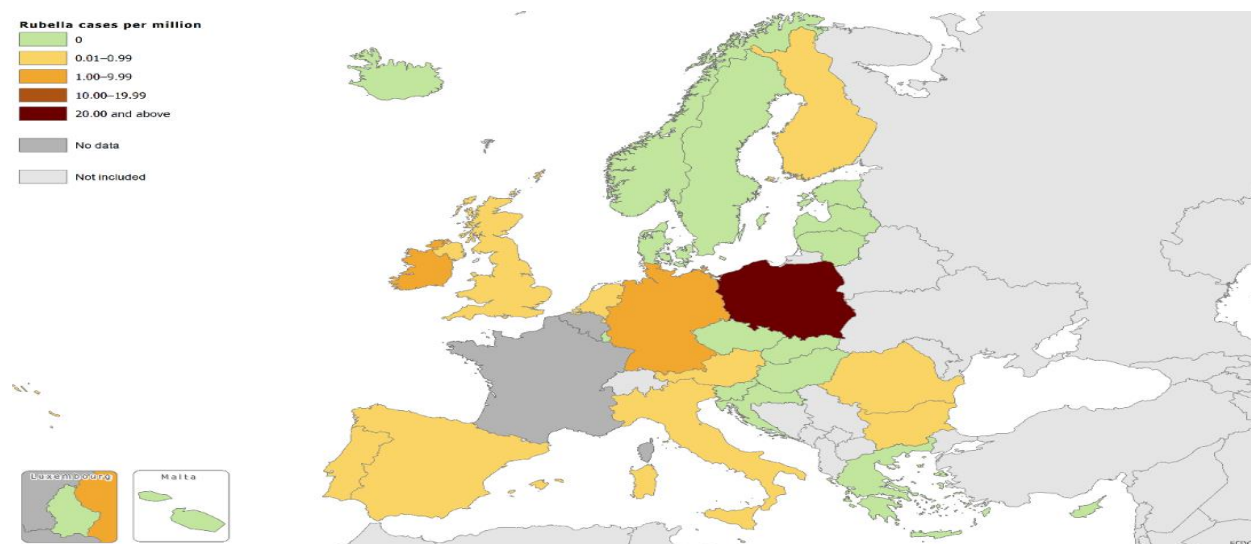 Rubella cases per million
0
0.01–0.99
1.00–9.99
10.00–19.99
20.00 and above
No data
Not included
Luxembourg
Malta